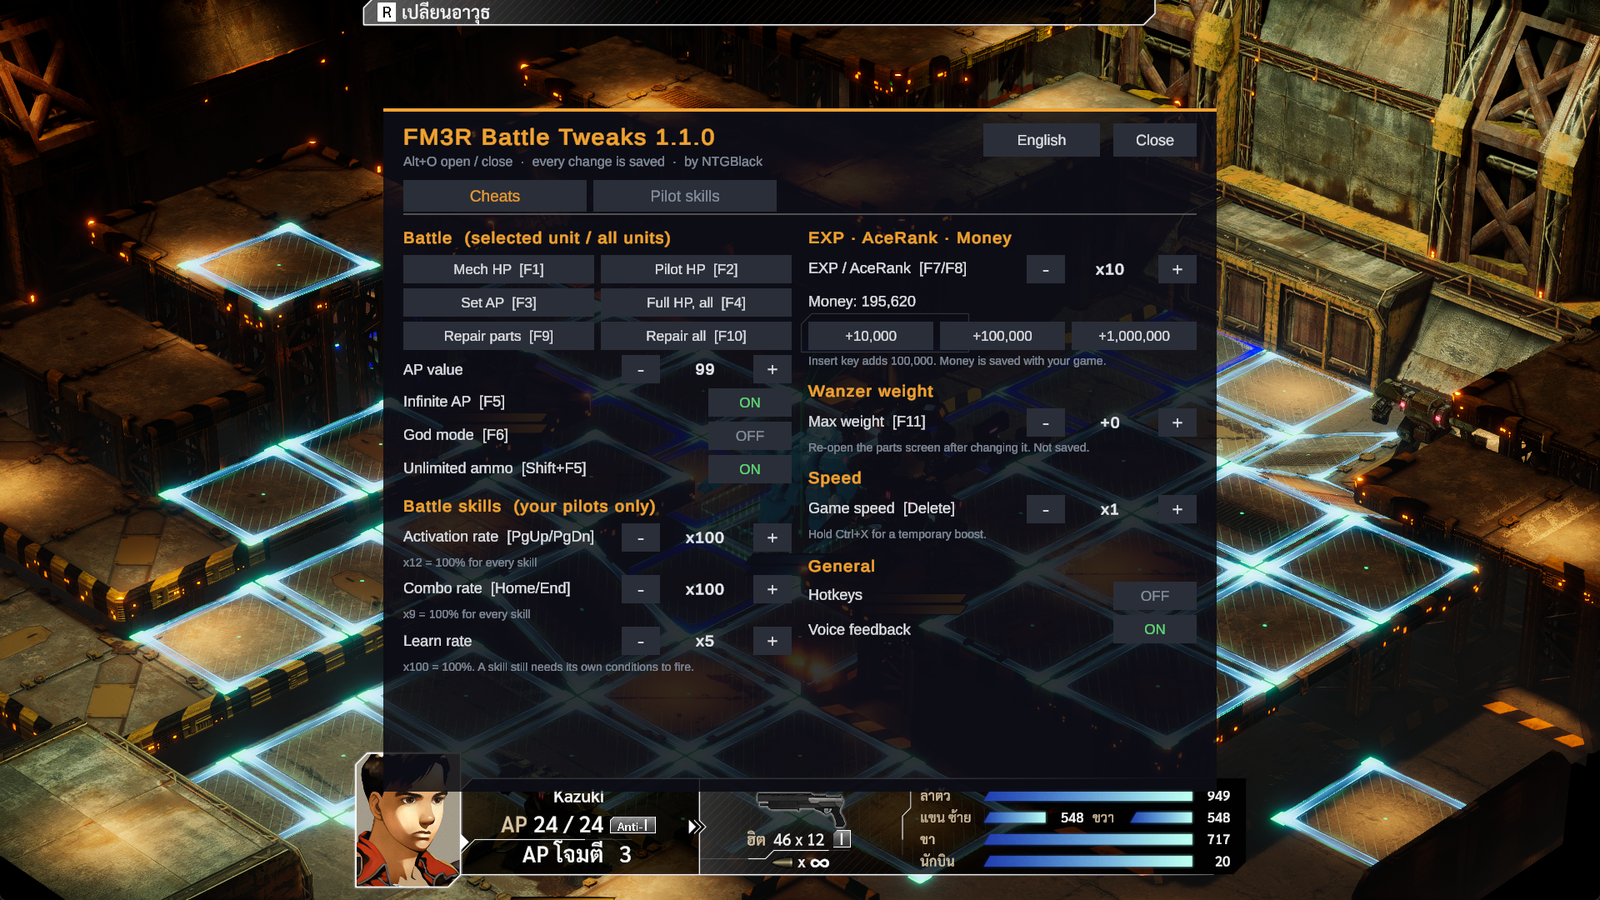 R เปลี่ยนอาวุธ
FM3R Battle Tweaks 1.1.0
Alt+O open / close · every change is saved · by NTGBlack
English
Close
Cheats
Pilot skills
Battle (selected unit / all units)
Mech HP [F1]
Pilot HP [F2]
Set AP [F3]
Full HP, all [F4]
Repair parts [F9]
Repair all [F10]
AP value - 99 +
Infinite AP [F5] ON
God mode [F6] OFF
Unlimited ammo [Shift+F5] ON
Battle skills (your pilots only)
Activation rate [PgUp/PgDn] - x100 +
x12 = 100% for every skill
Combo rate [Home/End] - x100 +
x9 = 100% for every skill
Learn rate - x5 +
x100 = 100%. A skill still needs its own conditions to fire.
EXP · AceRank · Money
EXP / AceRank [F7/F8] - x10 +
Money: 195,620
+10,000
+100,000
+1,000,000
Insert key adds 100,000. Money is saved with your game.
Wanzer weight
Max weight [F11] - +0 +
Re-open the parts screen after changing it. Not saved.
Speed
Game speed [Delete] - x1 +
Hold Ctrl+X for a temporary boost.
General
Hotkeys OFF
Voice feedback ON
Kazuki
AP 24 / 24 Anti-I
AP โจมตี 3
ฮิต 46 x 12 I
x ∞
ลำตัว 949
แขน ซ้าย 548 ขวา 548
ขา 717
นักบิน 20